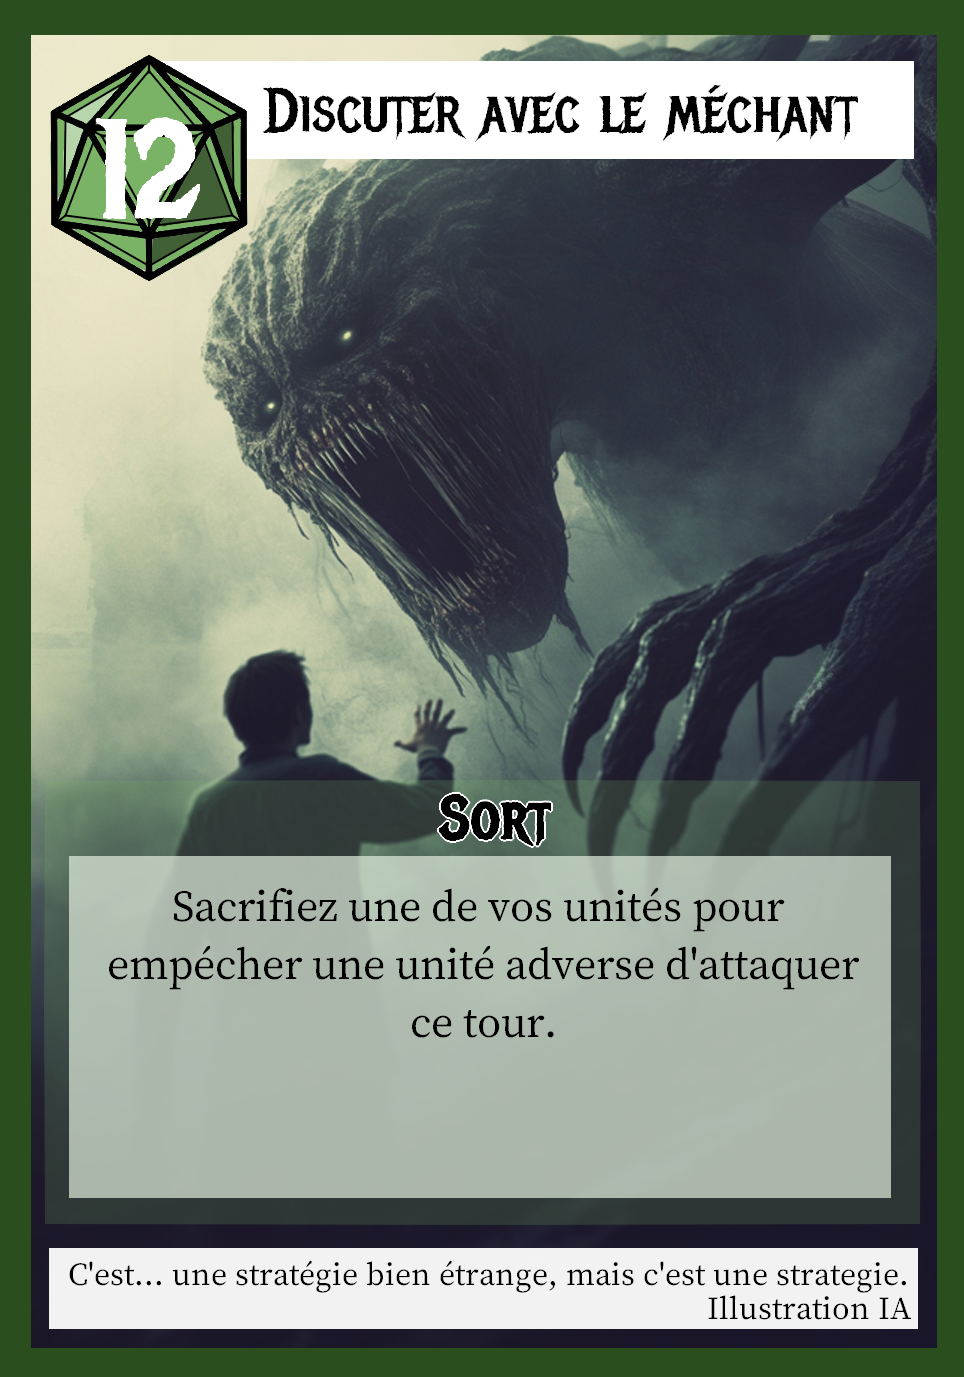 12
Discuter avec le méchant
Sort
Sacrifiez une de vos unités pour
empécher une unité adverse d'attaquer
ce tour.
C'est... une stratégie bien étrange, mais c'est une strategie.
Illustration IA